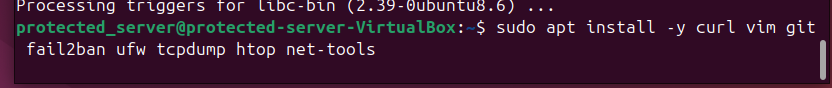 Processing triggers for libc-bin (2.39-0ubuntu8.6) ...
protected_server@protected-server-VirtualBox:~$ sudo apt install -y curl vim git
 fail2ban ufw tcpdump htop net-tools